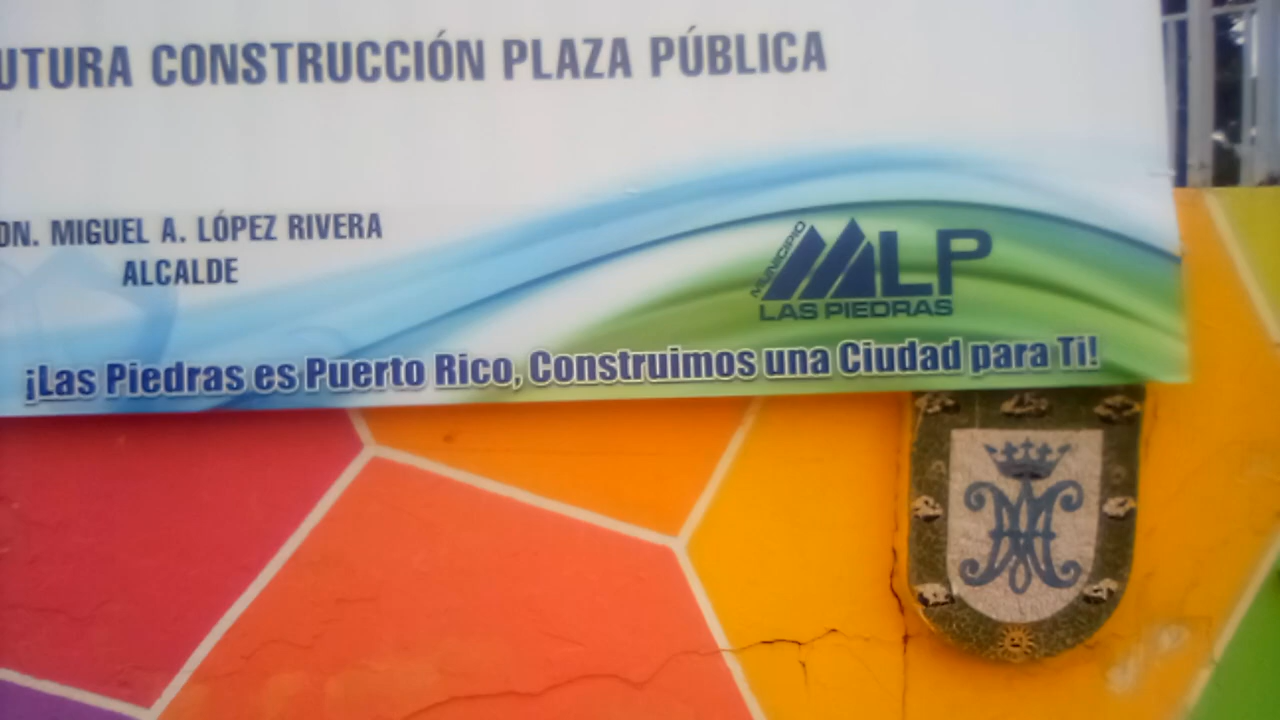 UTURA CONSTRUCCIÓN PLAZA PÚBLICA
ON. MIGUEL A. LÓPEZ RIVERA
ALCALDE
MUNICIPIO
MLP
LAS PIEDRAS
¡Las Piedras es Puerto Rico, Construimos una Ciudad para Ti!